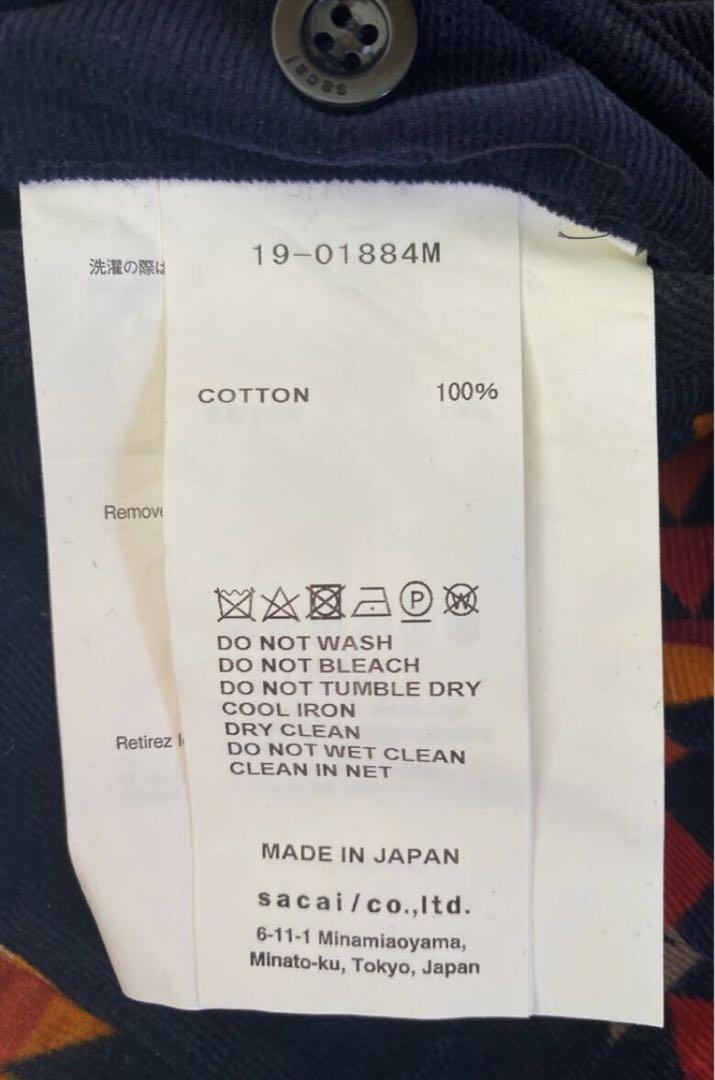 sacai
19-01884M
洗濯の際は
COTTON 100%
Remove
P W
DO NOT WASH
DO NOT BLEACH
DO NOT TUMBLE DRY
COOL IRON
DRY CLEAN
DO NOT WET CLEAN
CLEAN IN NET
Retirez
MADE IN JAPAN
sacai/co.,ltd.
6-11-1 Minamiaoyama,
Minato-ku, Tokyo, Japan